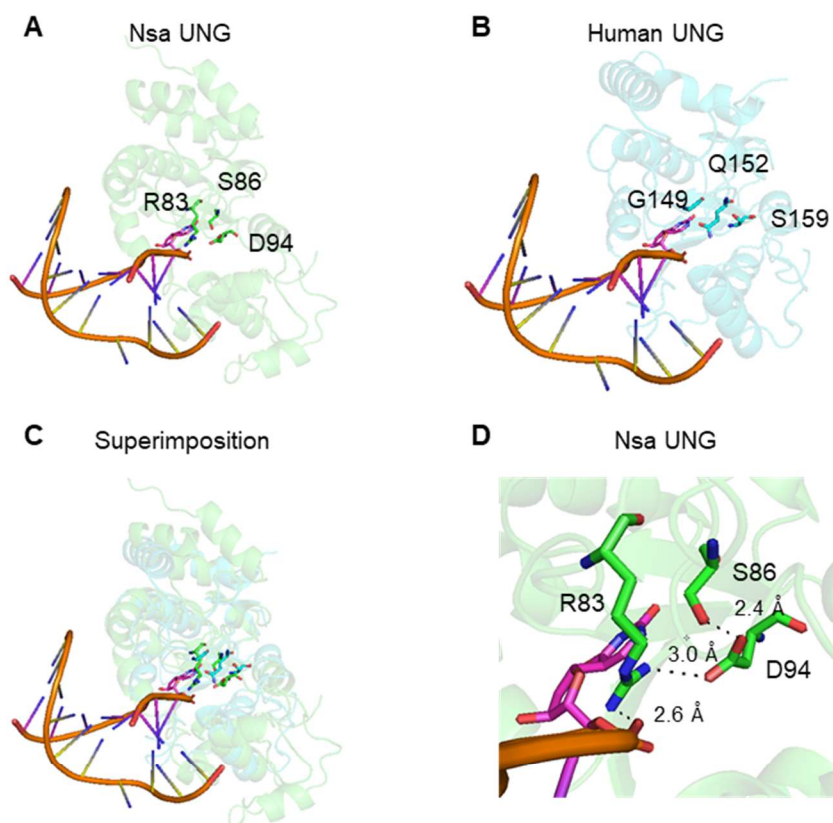 A
Nsa UNG
S86
R83
D94
B
Human UNG
Q152
G149
S159
C
Superimposition
D
Nsa UNG
S86
R83
2.4 Å
3.0 Å
D94
2.6 Å